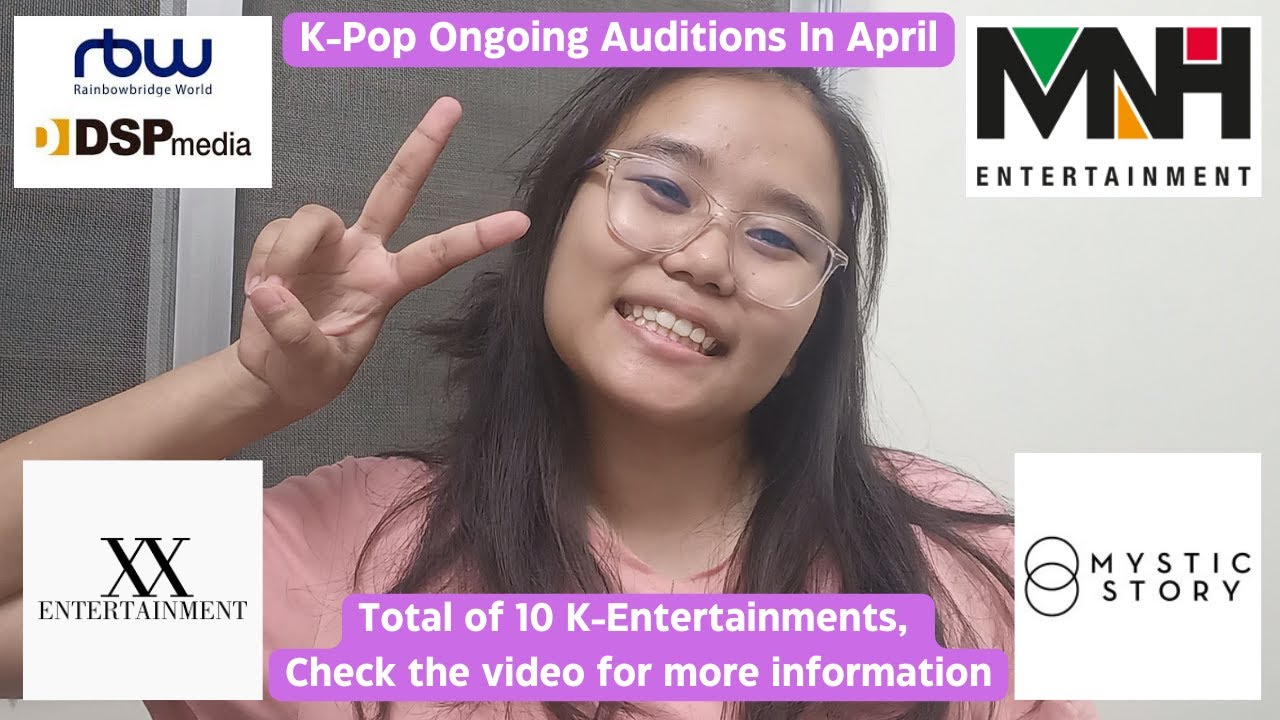 K-Pop Ongoing Auditions In April
rbw
Rainbowbridge World
DSPmedia
MNH
ENTERTAINMENT
XX
ENTERTAINMENT
MYSTIC
STORY
Total of 10 K-Entertainments,
Check the video for more information